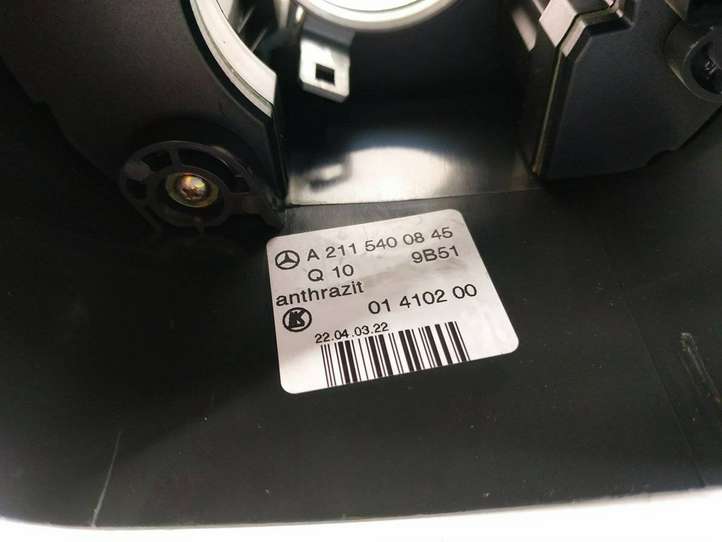 A 211 540 08 45
Q 10 9B51
anthrazit
01 4102 00
22.04.03.22